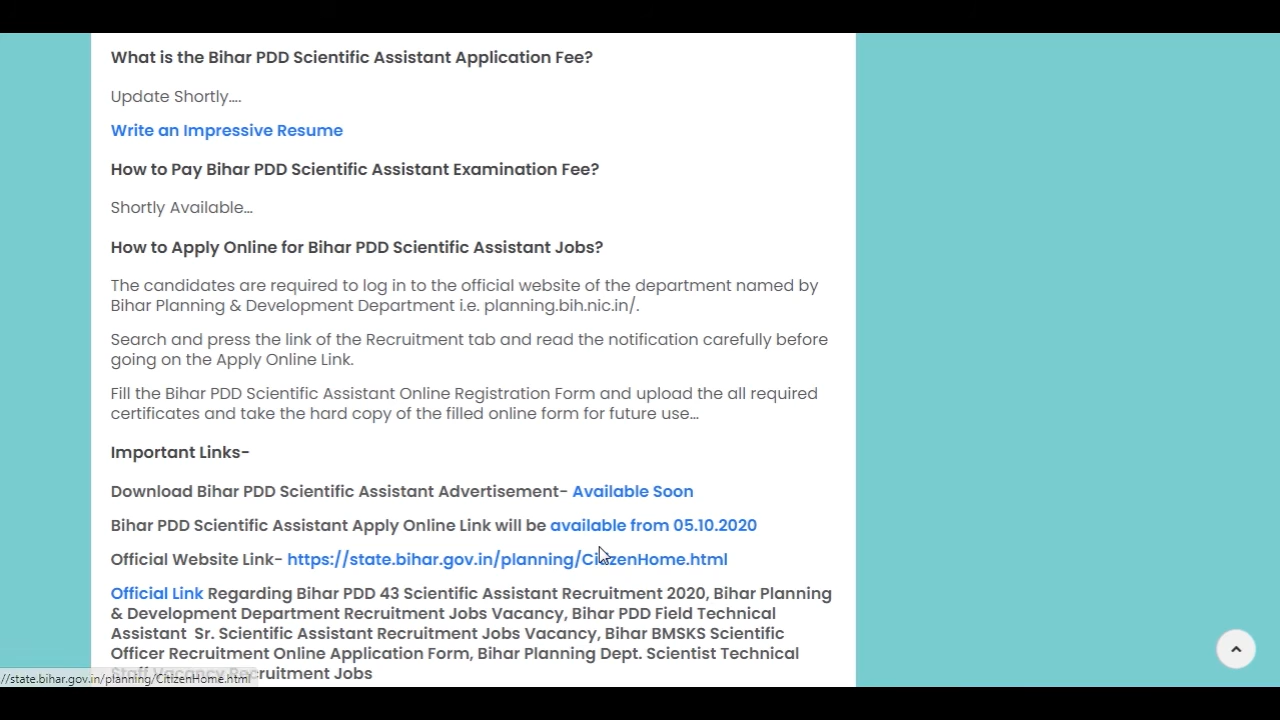 What is the Bihar PDD Scientific Assistant Application Fee?
Update Shortly....
Write an Impressive Resume
How to Pay Bihar PDD Scientific Assistant Examination Fee?
Shortly Available...
How to Apply Online for Bihar PDD Scientific Assistant Jobs?
The candidates are required to log in to the official website of the department named by
Bihar Planning & Development Department i.e. planning.bih.nic.in/.
Search and press the link of the Recruitment tab and read the notification carefully before
going on the Apply Online Link.
Fill the Bihar PDD Scientific Assistant Online Registration Form and upload the all required
certificates and take the hard copy of the filled online form for future use...
Important Links-
Download Bihar PDD Scientific Assistant Advertisement- Available Soon
Bihar PDD Scientific Assistant Apply Online Link will be available from 05.10.2020
Official Website Link- https://state.bihar.gov.in/planning/CitizenHome.html
Official Link Regarding Bihar PDD 43 Scientific Assistant Recruitment 2020, Bihar Planning
& Development Department Recruitment Jobs Vacancy, Bihar PDD Field Technical
Assistant Sr. Scientific Assistant Recruitment Jobs Vacancy, Bihar BMSKS Scientific
Officer Recruitment Online Application Form, Bihar Planning Dept. Scientist Technical
Staff Vacancy Recruitment Jobs
//state.bihar.gov.in/planning/CitizenHome.html